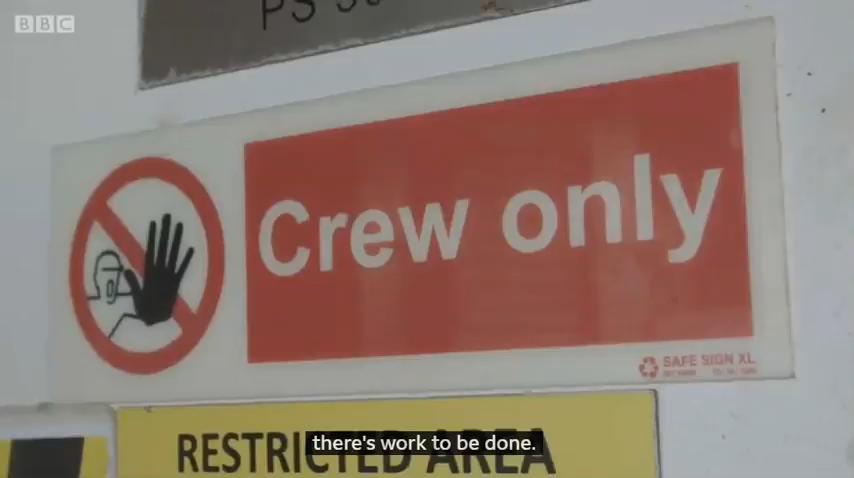 BBC
PS
Crew only
SAFE SIGN XL
RESTRICTED AREA
there's work to be done.